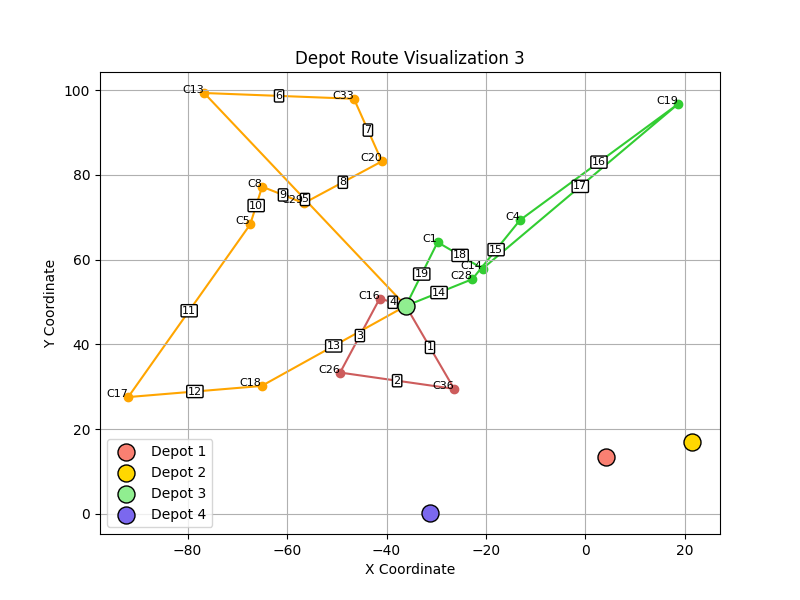 Depot Route Visualization 3
Y Coordinate
100
80
60
40
20
0
C13
6
C33
C19
7
C20
16
8
17
C8
9
C29
5
10
C5
C4
C1
15
18
C14
19
C28
14
C16
4
11
3
13
1
C26
2
C36
C18
12
C17
Depot 1
Depot 2
Depot 3
Depot 4
−80
−60
−40
−20
0
20
X Coordinate